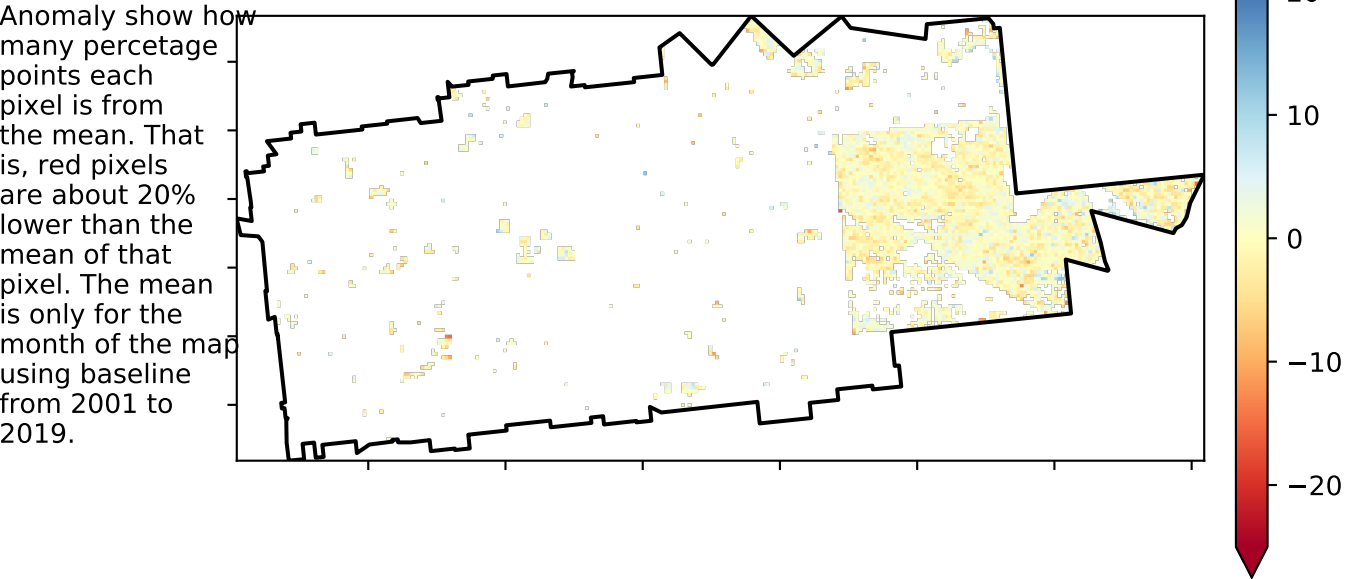 Anomaly show how
many percetage
points each
pixel is from
the mean. That
is, red pixels
are about 20%
lower than the
mean of that
pixel. The mean
is only for the
month of the map
using baseline
from 2001 to
2019.
10
0
−10
−20